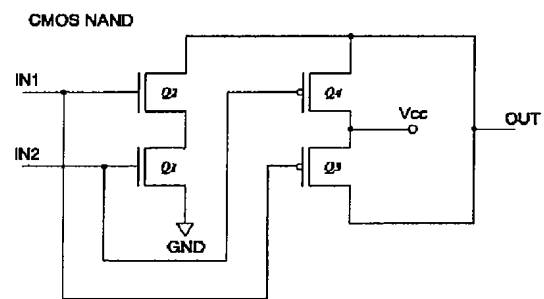 CMOS NAND
IN1
Q2
Q4
Vcc
OUT
IN2
Q1
Q3
GND